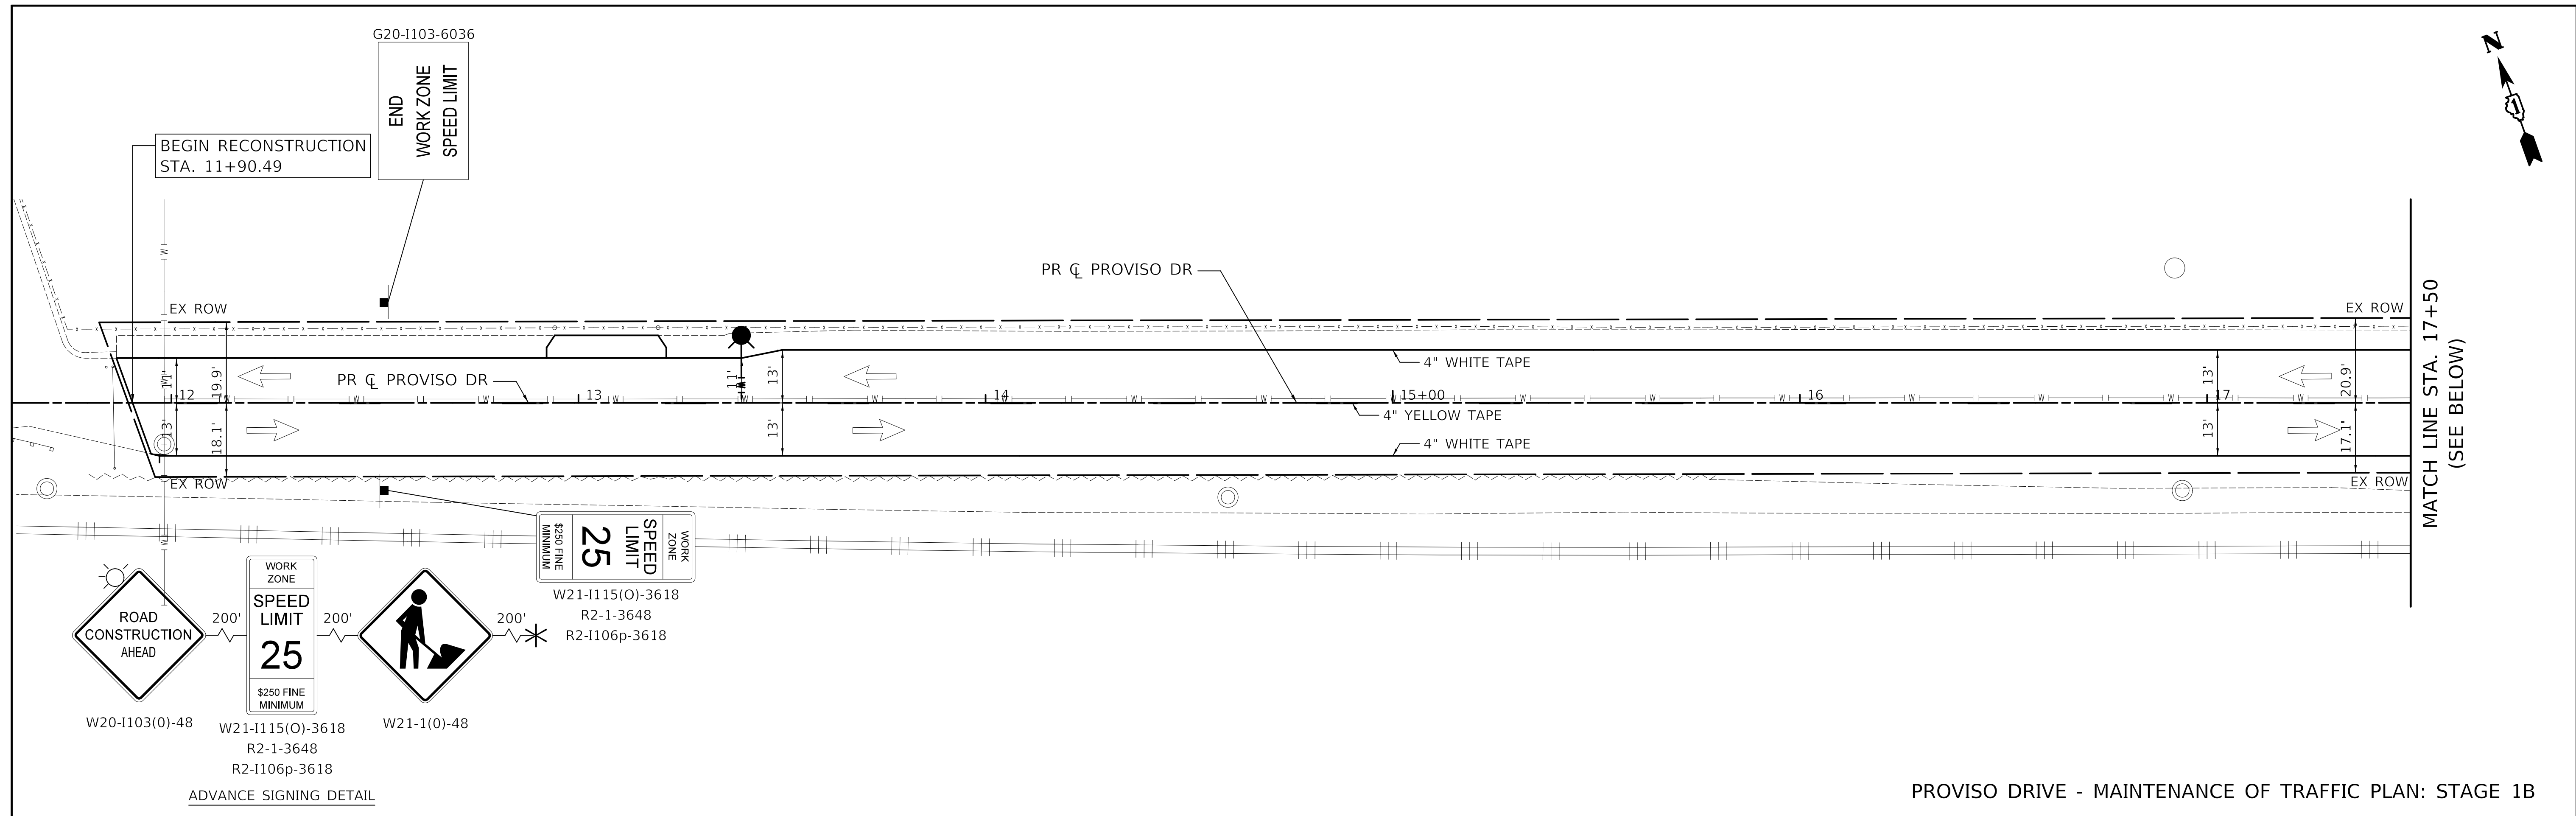 G20-I103-6036
END
WORK ZONE
SPEED LIMIT
BEGIN RECONSTRUCTION
STA. 11+90.49
N
1
PR ℄ PROVISO DR
EX ROW
EX ROW
4" WHITE TAPE
11'
19.9'
PR ℄ PROVISO DR
11'
13'
13'
20.9'
12
13
14
15+00
16
17
4" YELLOW TAPE
13'
18.1'
13'
4" WHITE TAPE
13'
17.1'
EX ROW
EX ROW
MATCH LINE STA. 17+50
(SEE BELOW)
WORK
ZONE
SPEED
LIMIT
25
$250 FINE
MINIMUM
W21-I115(O)-3618
R2-1-3648
R2-I106p-3618
ROAD
CONSTRUCTION
AHEAD
W20-I103(0)-48
200'
WORK
ZONE
SPEED
LIMIT
25
$250 FINE
MINIMUM
W21-I115(O)-3618
R2-1-3648
R2-I106p-3618
200'
W21-1(0)-48
200'
ADVANCE SIGNING DETAIL
PROVISO DRIVE - MAINTENANCE OF TRAFFIC PLAN: STAGE 1B